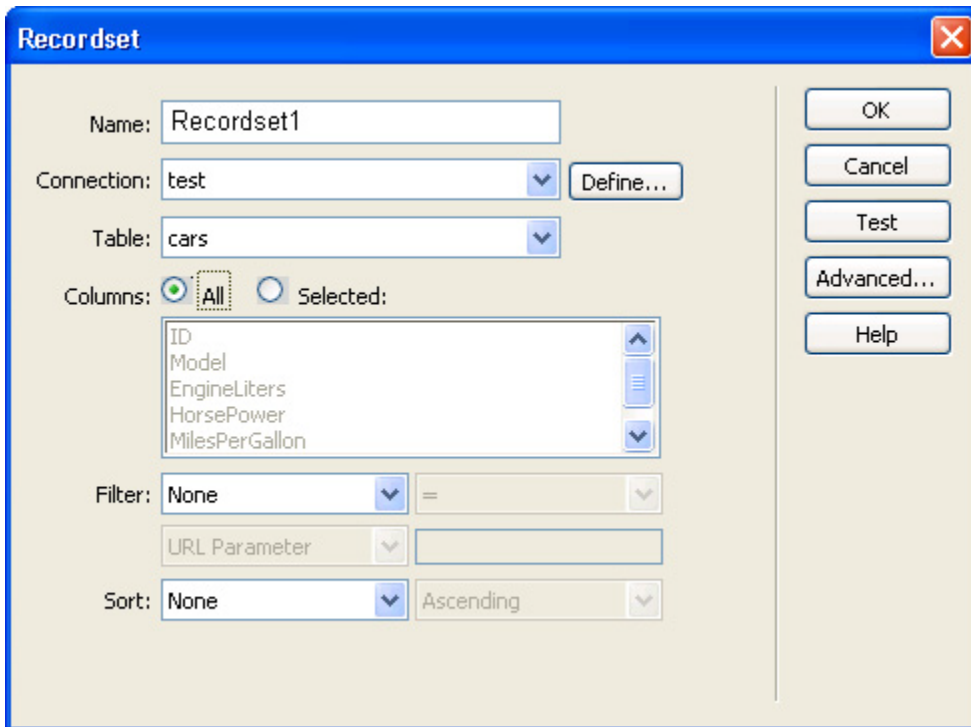 Recordset
Name: Recordset1
Connection: test Define...
Table: cars
Columns: All Selected:
ID
Model
EngineLiters
HorsePower
MilesPerGallon
Filter: None =
URL Parameter
Sort: None Ascending
OK
Cancel
Test
Advanced...
Help